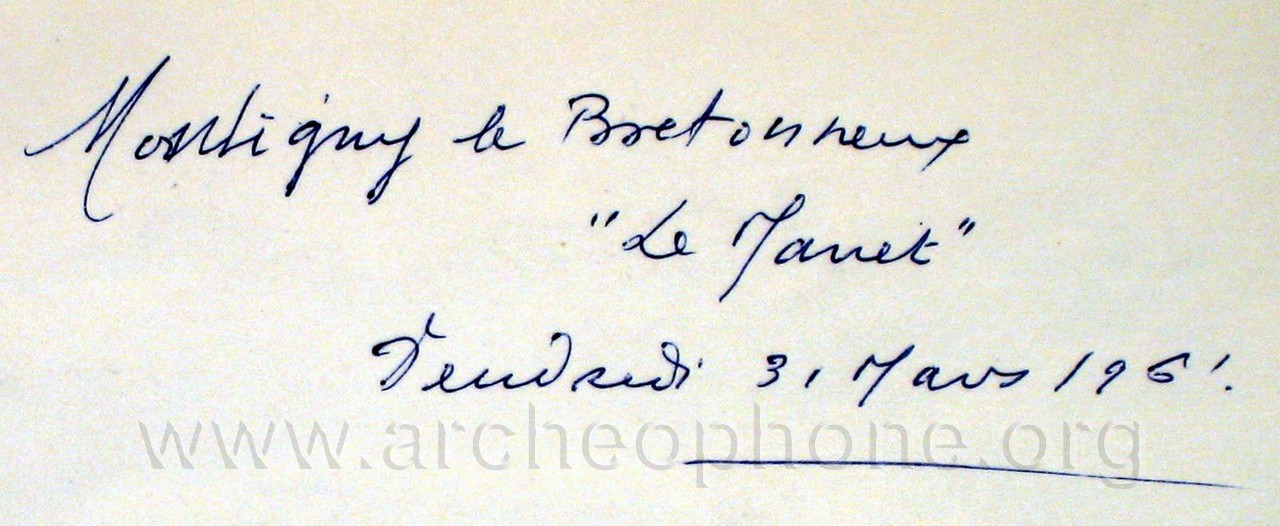 Montigny le Bretonneux
"Le Manet"
Vendredi 31 Mars 1961.
www.archeophone.org